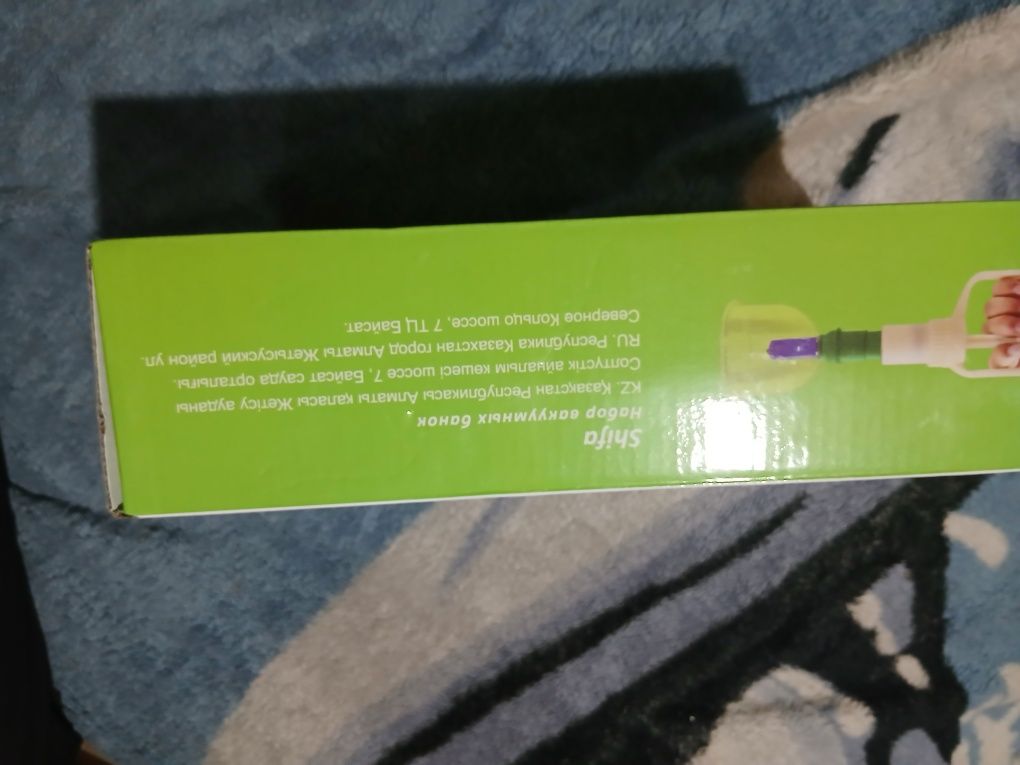 Shifa
Набор вакуумных банок
KZ. Қазақстан Республикасы Алматы қаласы Жетісу ауданы
Солтүстік айналым көшесі шоссе 7, Байсат сауда орталығы.
RU. Республика Казахстан город Алматы Жетысуский район ул.
Северное Кольцо шоссе, 7 ТЦ Байсат.